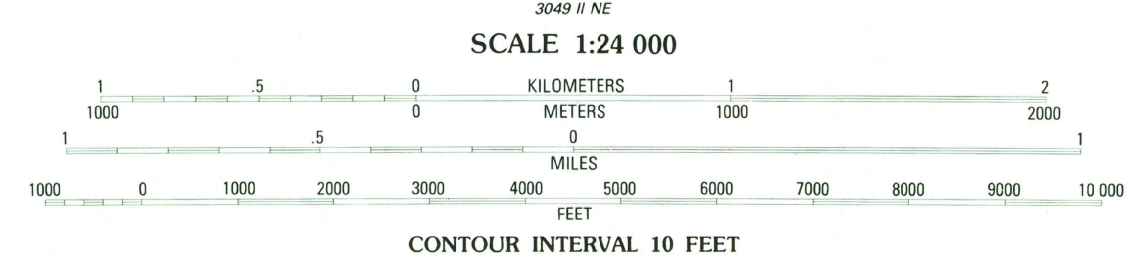 3049 II NE
SCALE 1:24 000
1 .5 0 KILOMETERS 1 2
1000 0 METERS 1000 2000
1 .5 0 1
MILES
1000 0 1000 2000 3000 4000 5000 6000 7000 8000 9000 10 000
FEET
CONTOUR INTERVAL 10 FEET